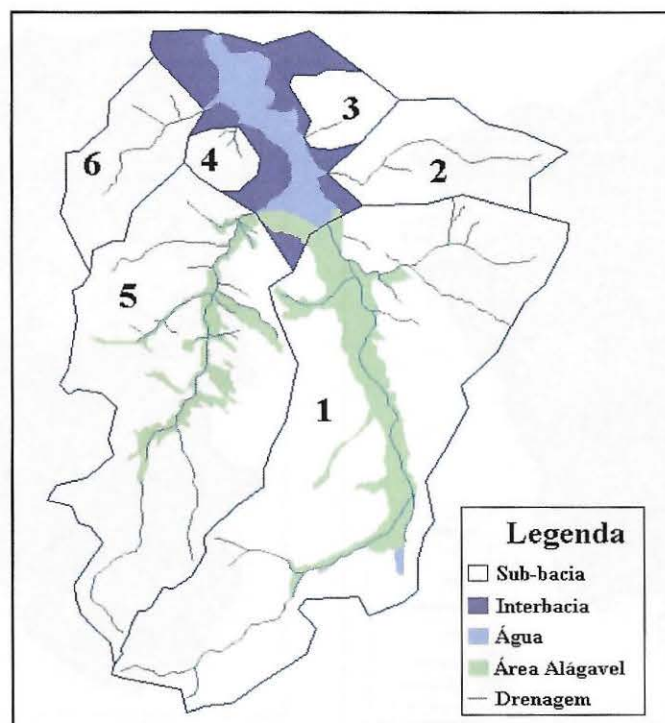 3
6
4
2
5
1
Legenda
Sub-bacia
Interbacia
Água
Área Alágavel
Drenagem